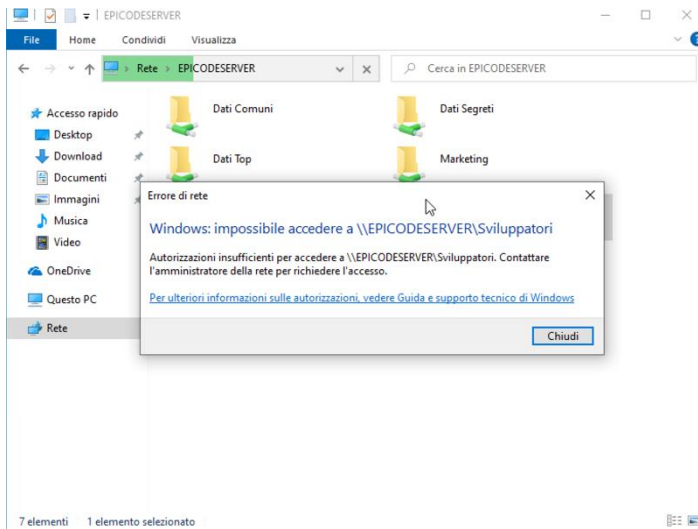 EPICODESERVER
File Home Condividi Visualizza
Rete EPICODESERVER
Cerca in EPICODESERVER
Accesso rapido
Desktop
Download
Documenti
Immagini
Musica
Video
OneDrive
Questo PC
Rete
Dati Comuni
Dati Segreti
Dati Top
Marketing
Errore di rete
Windows: impossibile accedere a \\EPICODESERVER\Sviluppatori
Autorizzazioni insufficienti per accedere a \\EPICODESERVER\Sviluppatori. Contattare
l'amministratore della rete per richiedere l'accesso.
Per ulteriori informazioni sulle autorizzazioni, vedere Guida e supporto tecnico di Windows
Chiudi
7 elementi 1 elemento selezionato